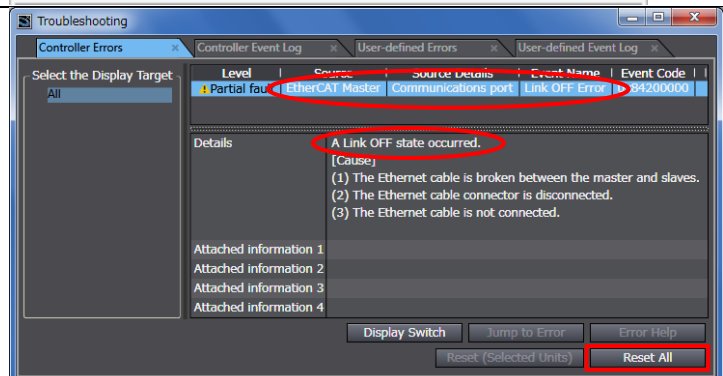 Troubleshooting
Controller Errors × Controller Event Log × User-defined Errors × User-defined Event Log ×
Select the Display Target
All
Level Source Source Details Event Name Event Code
Partial faul EtherCAT Master Communications port Link OFF Error 84200000
Details
A Link OFF state occurred.
[Cause]
(1) The Ethernet cable is broken between the master and slaves.
(2) The Ethernet cable connector is disconnected.
(3) The Ethernet cable is not connected.
Attached information 1
Attached information 2
Attached information 3
Attached information 4
Display Switch Jump to Error Error Help
Reset (Selected Units) Reset All